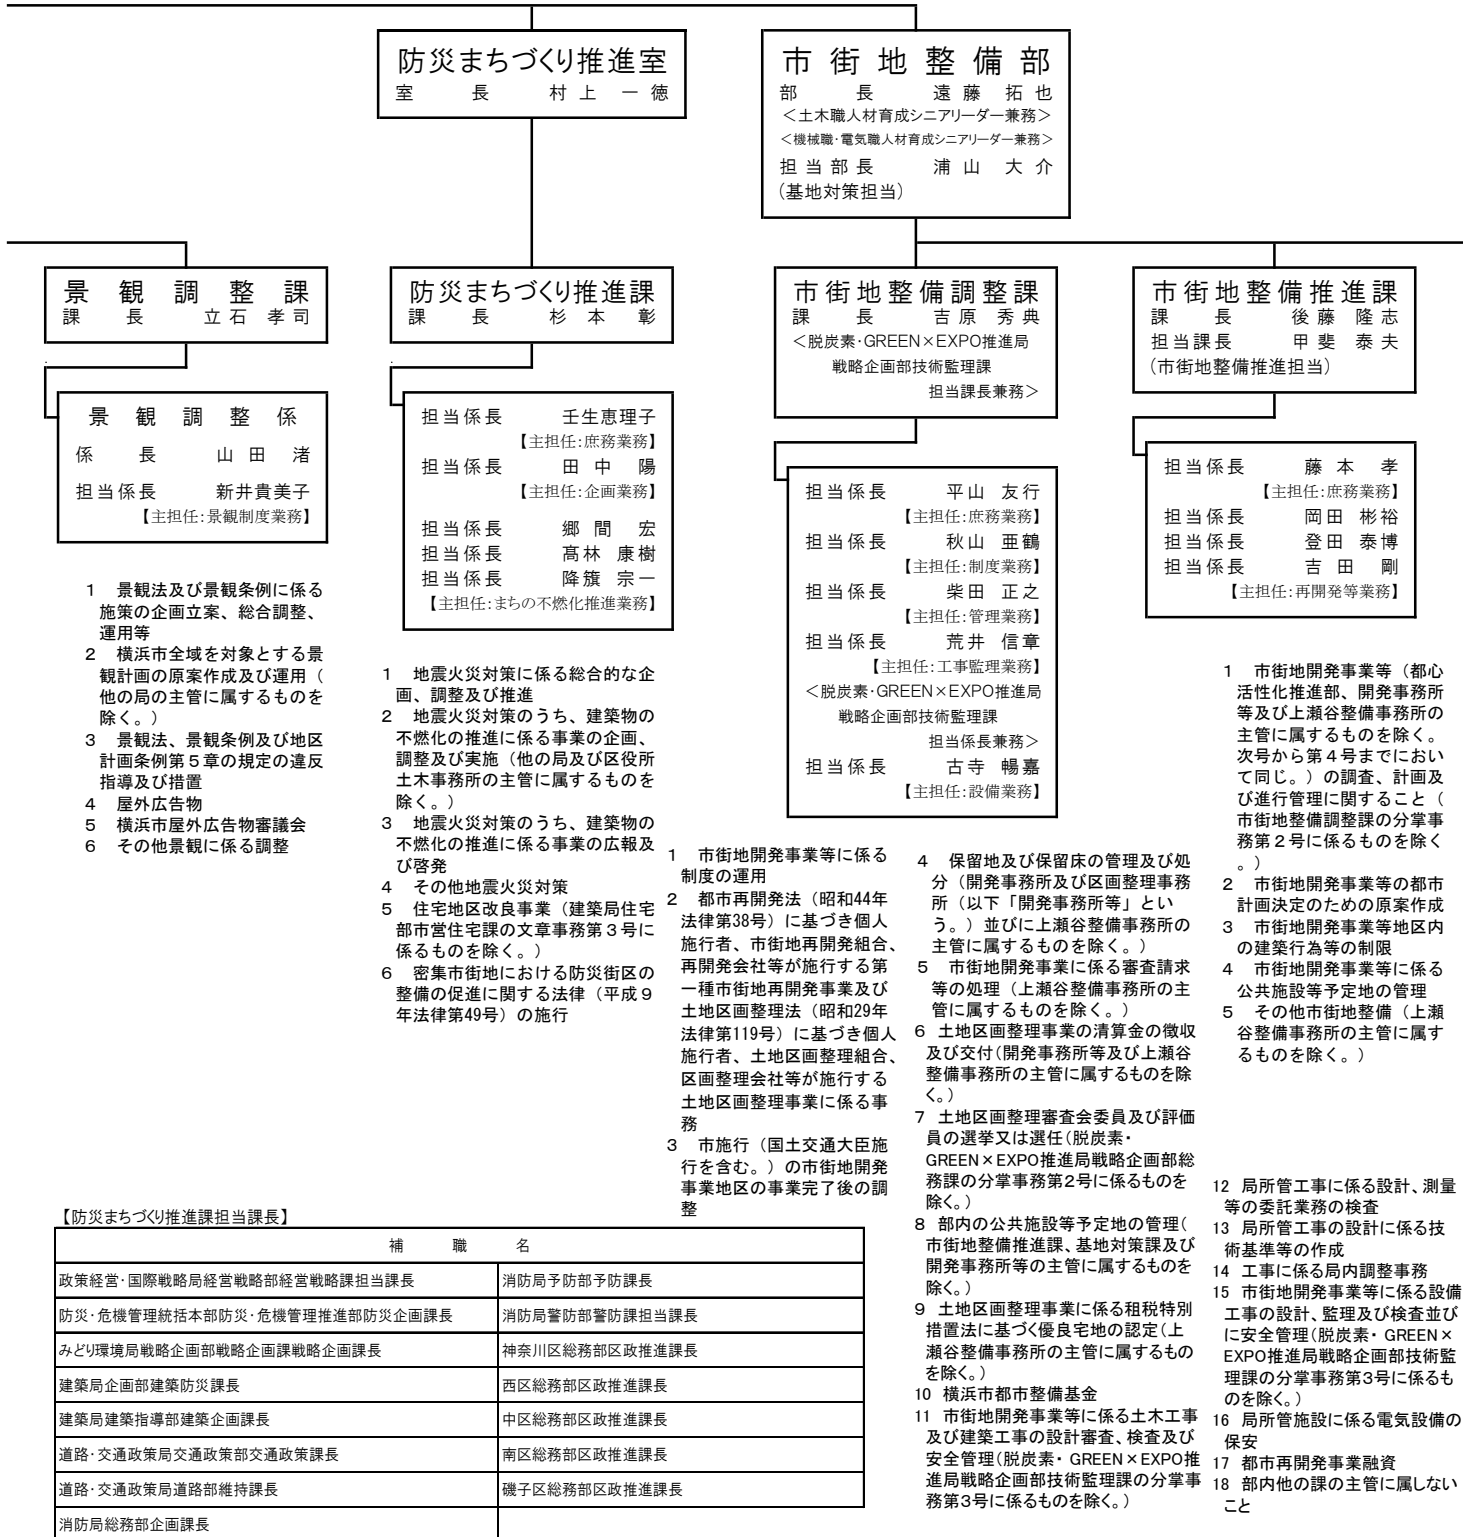 防災まちづくり推進室
室長 村上一徳
市街地整備部
部長 遠藤拓也
＜土木職人材育成シニアリーダー兼務＞
＜機械職・電気職人材育成シニアリーダー兼務＞
担当部長 浦山大介
（基地対策担当）
景観調整課
課長 立石孝司
景観調整係
係長 山田渚
担当係長 新井貴美子
【主担任：景観制度業務】
1 景観法及び景観条例に係る
施策の企画立案、総合調整、
運用等
2 横浜市全域を対象とする景
観計画の原案作成及び運用（
他の局の主管に属するものを
除く。）
3 景観法、景観条例及び地区
計画条例第５章の規定の違反
指導及び措置
4 屋外広告物
5 横浜市屋外広告物審議会
6 その他景観に係る調整
防災まちづくり推進課
課長 杉本彰
担当係長 壬生恵理子
【主担任：庶務業務】
担当係長 田中陽
【主担任：企画業務】
担当係長 郷間宏
担当係長 髙林康樹
担当係長 降籏宗一
【主担任：まちの不燃化推進業務】
1 地震火災対策に係る総合的な企
画、調整及び推進
2 地震火災対策のうち、建築物の
不燃化の推進に係る事業の企画、
調整及び実施（他の局及び区役所
土木事務所の主管に属するものを
除く。）
3 地震火災対策のうち、建築物の
不燃化の推進に係る事業の広報及
び啓発
4 その他地震火災対策
5 住宅地区改良事業（建築局住宅
部市営住宅課の文章事務第３号に
係るものを除く。）
6 密集市街地における防災街区の
整備の促進に関する法律（平成９
年法律第49号）の施行
市街地整備調整課
課長 吉原秀典
＜脱炭素・GREEN×EXPO推進局
戦略企画部技術監理課
担当課長兼務＞
担当係長 平山友行
【主担任：庶務業務】
担当係長 秋山亜鶴
【主担任：制度業務】
担当係長 柴田正之
【主担任：管理業務】
担当係長 荒井信章
【主担任：工事監理業務】
＜脱炭素・GREEN×EXPO推進局
戦略企画部技術監理課
担当係長兼務＞
担当係長 古寺暢嘉
【主担任：設備業務】
1 市街地開発事業等に係る
制度の運用
2 都市再開発法（昭和44年
法律第38号）に基づき個人
施行者、市街地再開発組合、
再開発会社等が施行する第
一種市街地再開発事業及び
土地区画整理法（昭和29年
法律第119号）に基づき個人
施行者、土地区画整理組合、
区画整理会社等が施行する
土地区画整理事業に係る事
務
3 市施行（国土交通大臣施
行を含む。）の市街地開発
事業地区の事業完了後の調
整
4 保留地及び保留床の管理及び処
分（開発事務所及び区画整理事務
所（以下「開発事務所等」とい
う。）並びに上瀬谷整備事務所の
主管に属するものを除く。）
5 市街地開発事業に係る審査請求
等の処理（上瀬谷整備事務所の主
管に属するものを除く。）
6 土地区画整理事業の清算金の徴収
及び交付（開発事務所等及び上瀬谷
整備事務所の主管に属するものを除
く。）
7 土地区画整理審査会委員及び評価
員の選挙又は選任（脱炭素・
GREEN×EXPO推進局戦略企画部総
務課の分掌事務第2号に係るものを
除く。）
8 部内の公共施設等予定地の管理（
市街地整備推進課、基地対策課及び
開発事務所等の主管に属するものを
除く。）
9 土地区画整理事業に係る租税特別
措置法に基づく優良宅地の認定（上
瀬谷整備事務所の主管に属するもの
を除く。）
10 横浜市都市整備基金
11 市街地開発事業等に係る土木工事
及び建築工事の設計審査、検査及び
安全管理（脱炭素・ GREEN×EXPO推
進局戦略企画部技術監理課の分掌事
務第3号に係るものを除く。）
12 局所管工事に係る設計、測量
等の委託業務の検査
13 局所管工事の設計に係る技
術基準等の作成
14 工事に係る局内調整事務
15 市街地開発事業等に係る設備
工事の設計、監理及び検査並び
に安全管理（脱炭素・ GREEN×
EXPO推進局戦略企画部技術監
理課の分掌事務第3号に係るも
のを除く。）
16 局所管施設に係る電気設備の
保安
17 都市再開発事業融資
18 部内他の課の主管に属しない
こと
市街地整備推進課
課長 後藤隆志
担当課長 甲斐泰夫
（市街地整備推進担当）
担当係長 藤本孝
【主担任：庶務業務】
担当係長 岡田彬裕
担当係長 登田泰博
担当係長 吉田剛
【主担任：再開発等業務】
1 市街地開発事業等（都心
活性化推進部、開発事務所
等及び上瀬谷整備事務所の
主管に属するものを除く。
次号から第４号までにおい
て同じ。）の調査、計画及
び進行管理に関すること（
市街地整備調整課の分掌事
務第２号に係るものを除く
。）
2 市街地開発事業等の都市
計画決定のための原案作成
3 市街地開発事業等地区内
の建築行為等の制限
4 市街地開発事業等に係る
公共施設等予定地の管理
5 その他市街地整備（上瀬
谷整備事務所の主管に属す
るものを除く。）
【防災まちづくり推進課担当課長】
補職名
政策経営・国際戦略局経営戦略部経営戦略課担当課長 消防局予防部予防課長
防災・危機管理統括本部防災・危機管理推進部防災企画課長 消防局警防部警防課担当課長
みどり環境局戦略企画部戦略企画課戦略企画課長 神奈川区総務部区政推進課長
建築局企画部建築防災課長 西区総務部区政推進課長
建築局建築指導部建築企画課長 中区総務部区政推進課長
道路・交通政策局交通政策部交通政策課長 南区総務部区政推進課長
道路・交通政策局道路部維持課長 磯子区総務部区政推進課長
消防局総務部企画課長